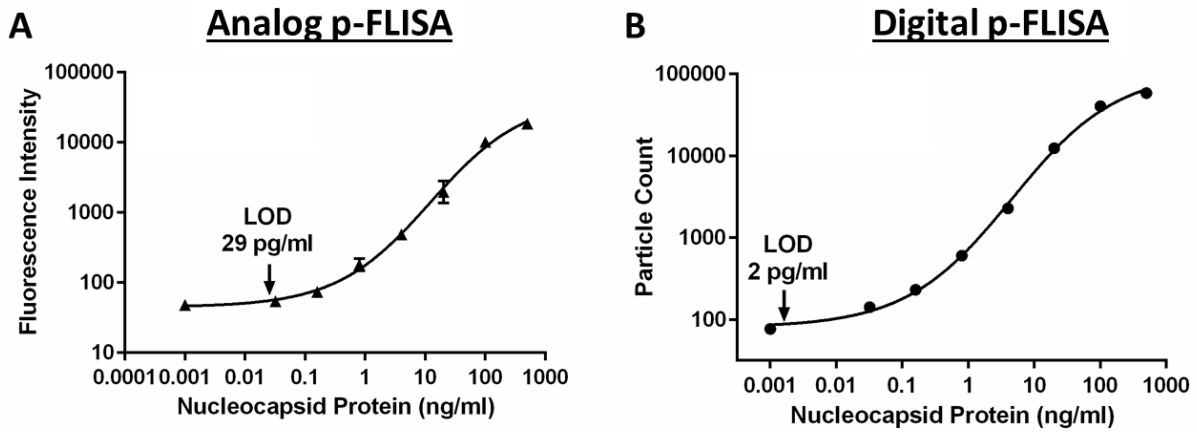 A
Analog p-FLISA
Fluorescence Intensity
100000
10000
1000
100
10
LOD
29 pg/ml
0.0001 0.001 0.01 0.1 1 10 100 1000
Nucleocapsid Protein (ng/ml)
B
Digital p-FLISA
Particle Count
100000
10000
1000
100
LOD
2 pg/ml
0.001 0.01 0.1 1 10 100 1000
Nucleocapsid Protein (ng/ml)